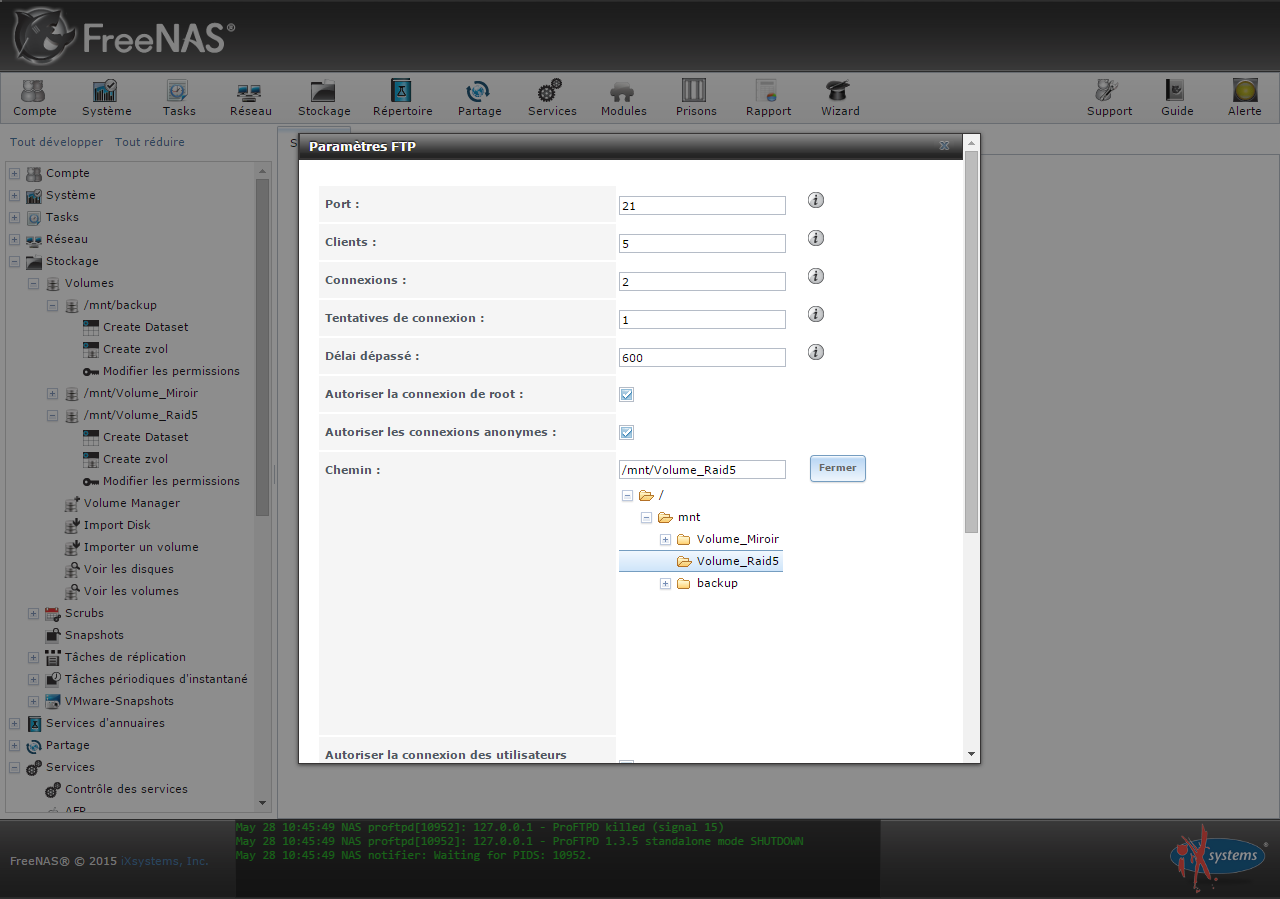 FreeNAS®
Compte Système Tasks Réseau Stockage Répertoire Partage Services Modules Prisons Rapport Wizard Support Guide Alerte
Tout développer Tout réduire
Compte
Système
Tasks
Réseau
Stockage
Volumes
/mnt/backup
Create Dataset
Create zvol
Modifier les permissions
/mnt/Volume_Miroir
/mnt/Volume_Raid5
Create Dataset
Create zvol
Modifier les permissions
Volume Manager
Import Disk
Importer un volume
Voir les disques
Voir les volumes
Scrubs
Snapshots
Tâches de réplication
Tâches périodiques d'instantané
VMware-Snapshots
Services d'annuaires
Partage
Services
Contrôle des services
AFP
S
Paramètres FTP
Port : 21
Clients : 5
Connexions : 2
Tentatives de connexion : 1
Délai dépassé : 600
Autoriser la connexion de root :
Autoriser les connexions anonymes :
Chemin : /mnt/Volume_Raid5 Fermer
/
mnt
Volume_Miroir
Volume_Raid5
backup
Autoriser la connexion des utilisateurs
May 28 10:45:49 NAS proftpd[10952]: 127.0.0.1 - ProFTPD killed (signal 15)
May 28 10:45:49 NAS proftpd[10952]: 127.0.0.1 - ProFTPD 1.3.5 standalone mode SHUTDOWN
May 28 10:45:49 NAS notifier: Waiting for PIDS: 10952.
FreeNAS® © 2015 iXsystems, Inc.
iXsystems®